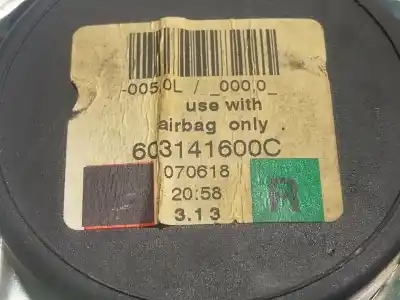 -005,0L / _000,0_
use with
airbag only .
603141600C
070618
20:58
3.13
R